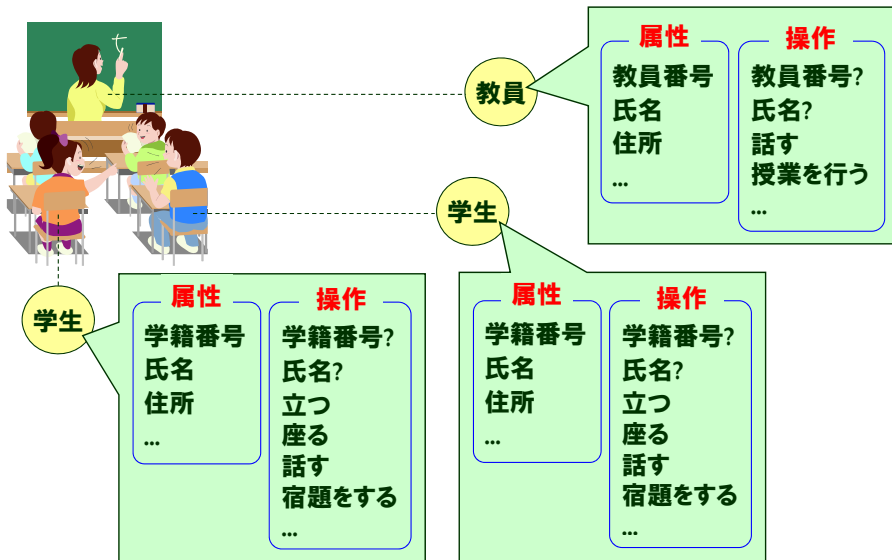 教員
属性
教員番号
氏名
住所
...
操作
教員番号?
氏名?
話す
授業を行う
...
学生
属性
学籍番号
氏名
住所
...
操作
学籍番号?
氏名?
立つ
座る
話す
宿題をする
...
学生
属性
学籍番号
氏名
住所
...
操作
学籍番号?
氏名?
立つ
座る
話す
宿題をする
...